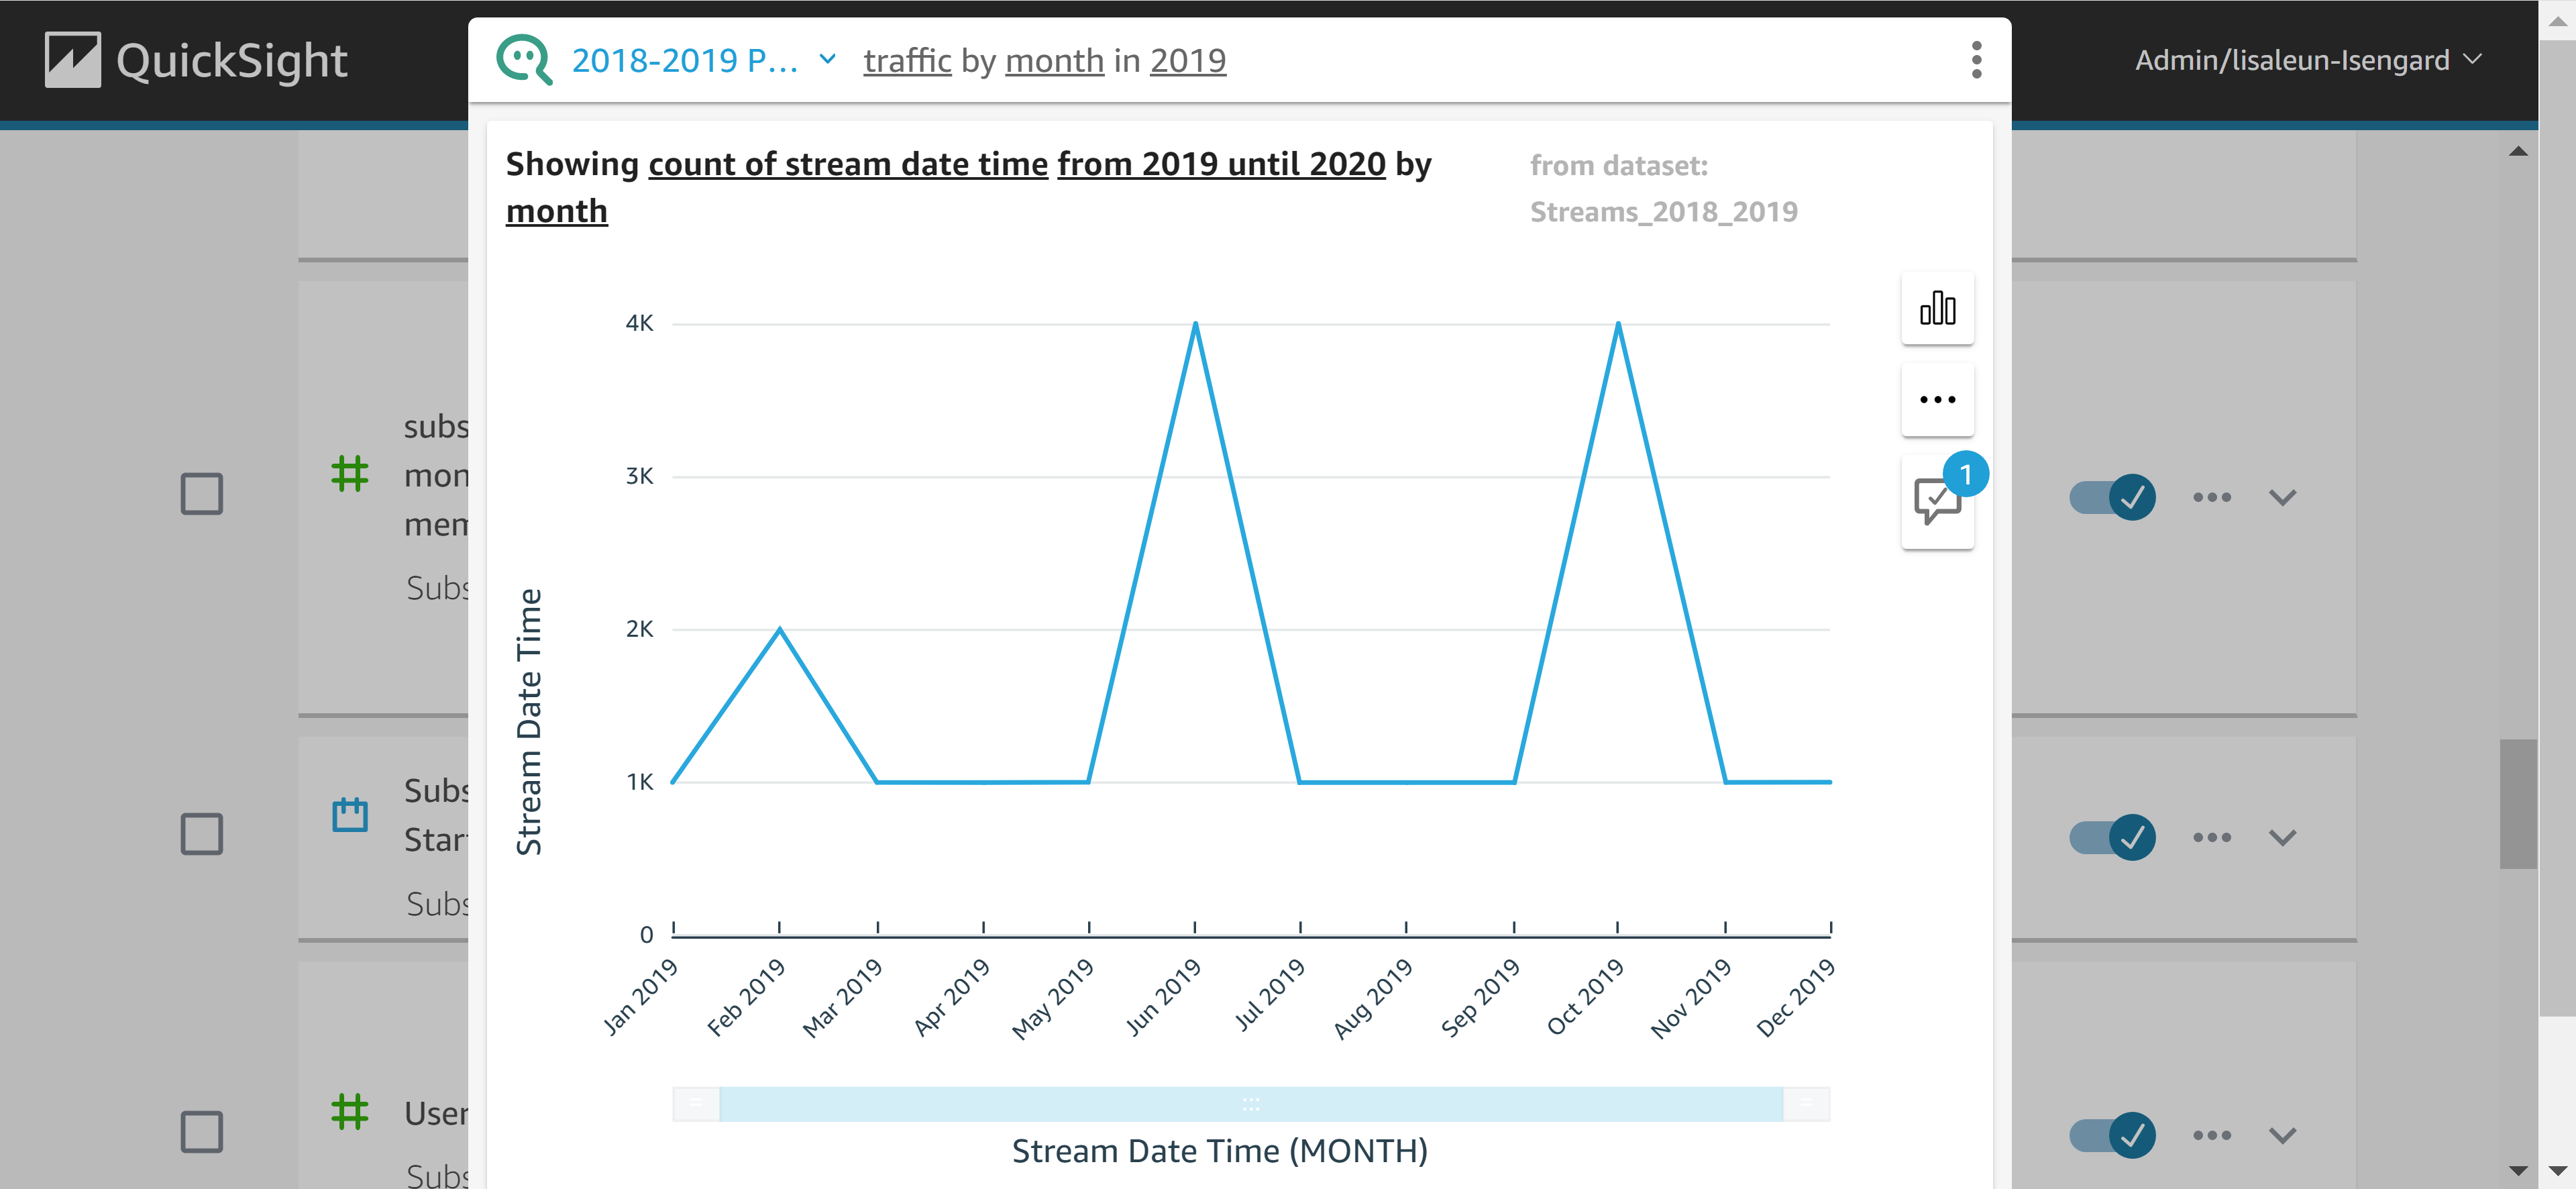 QuickSight
2018-2019 P...
traffic by month in 2019
Admin/lisaleun-Isengard
Showing count of stream date time from 2019 until 2020 by
month
from dataset:
Streams_2018_2019
4K
3K
2K
1K
0
Stream Date Time
Jan 2019
Feb 2019
Mar 2019
Apr 2019
May 2019
Jun 2019
Jul 2019
Aug 2019
Sep 2019
Oct 2019
Nov 2019
Dec 2019
Stream Date Time (MONTH)
1
subs
mon
mem
Subs
Subs
Star
Subs
User
Subs